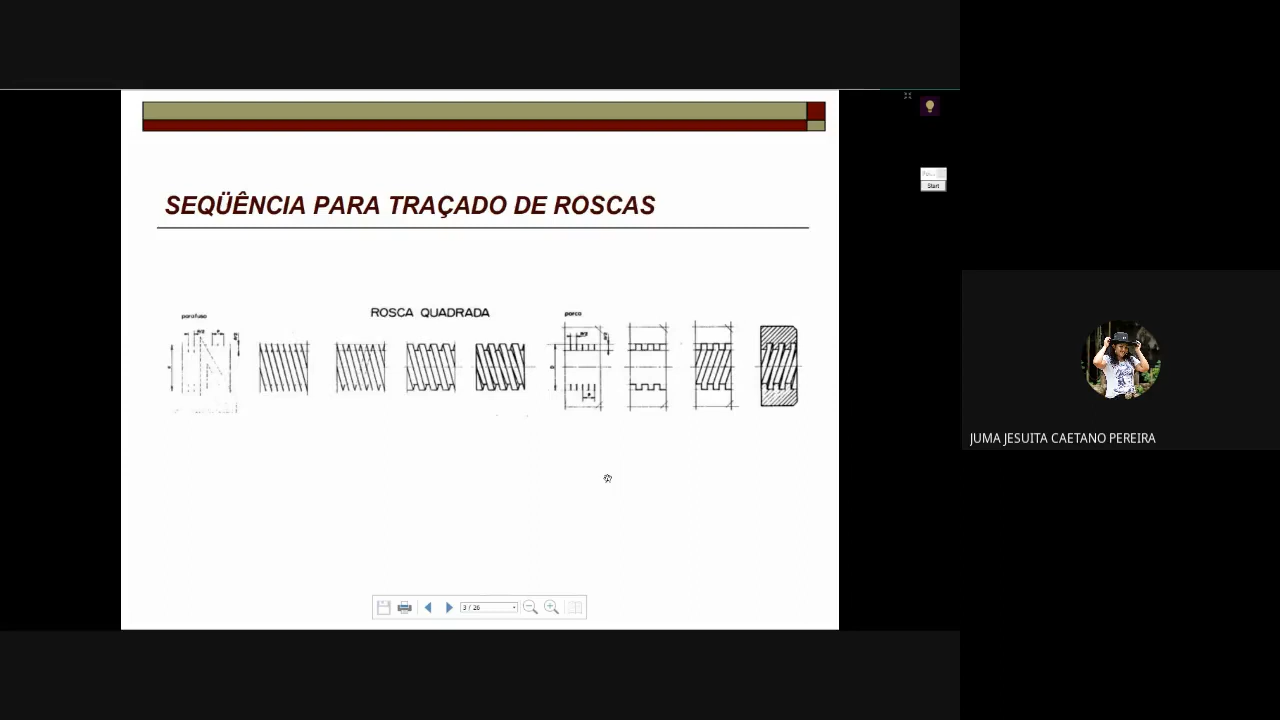 SEQÜÊNCIA PARA TRAÇADO DE ROSCAS
parafuso
ROSCA QUADRADA
porca
Start
3 / 26
JUMA JESUITA CAETANO PEREIRA